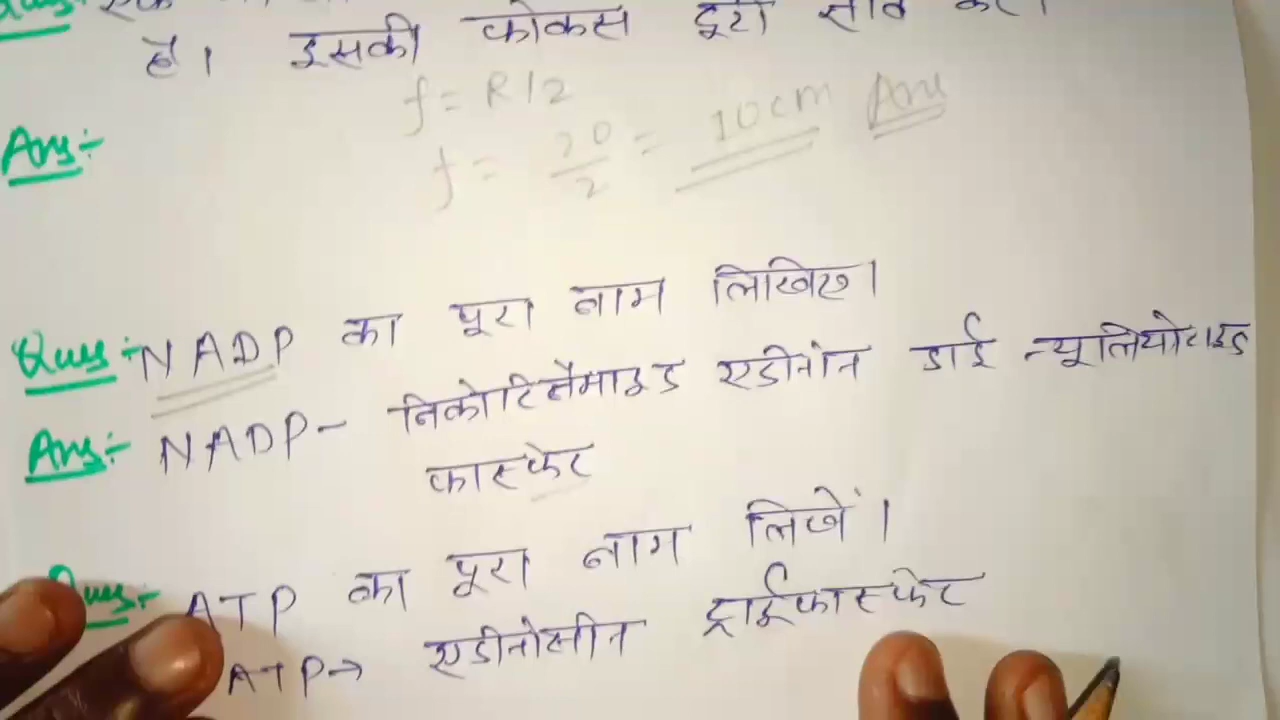 है। इसकी फोकस दूरी
Ans:- f = R/2
f = 20/2 = 10cm Ans
Ques:- NADP का पूरा नाम लिखिए।
Ans:- NADP- निकोटिनैमाइड एडीनीन डाई न्यूलियोटाइड
फास्फेट
Ques:- ATP का पूरा नाम लिखें।
ATP→ एडीनोसीन ट्राईफास्फेट